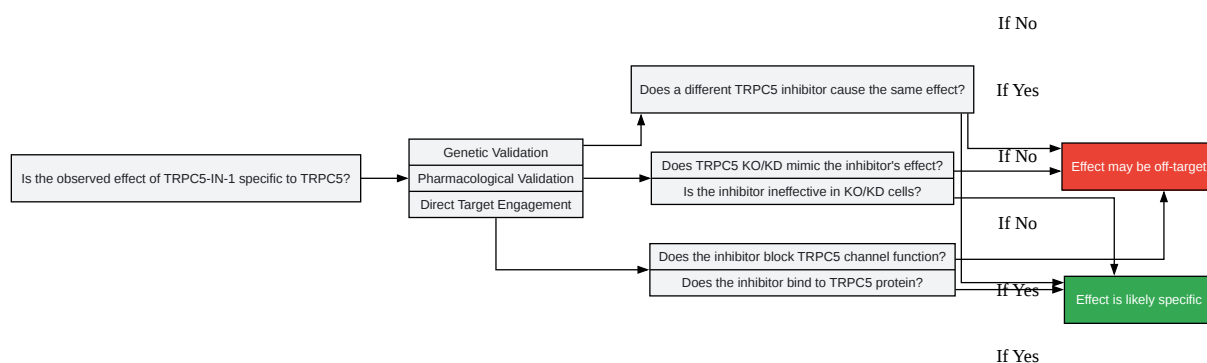 Is the observed effect of TRPC5-IN-1 specific to TRPC5?
Genetic Validation
Pharmacological Validation
Direct Target Engagement
Does a different TRPC5 inhibitor cause the same effect?
Does TRPC5 KO/KD mimic the inhibitor's effect?
Is the inhibitor ineffective in KO/KD cells?
Does the inhibitor block TRPC5 channel function?
Does the inhibitor bind to TRPC5 protein?
If No
If Yes
If No
If No
If Yes
If Yes
Effect may be off-target
Effect is likely specific